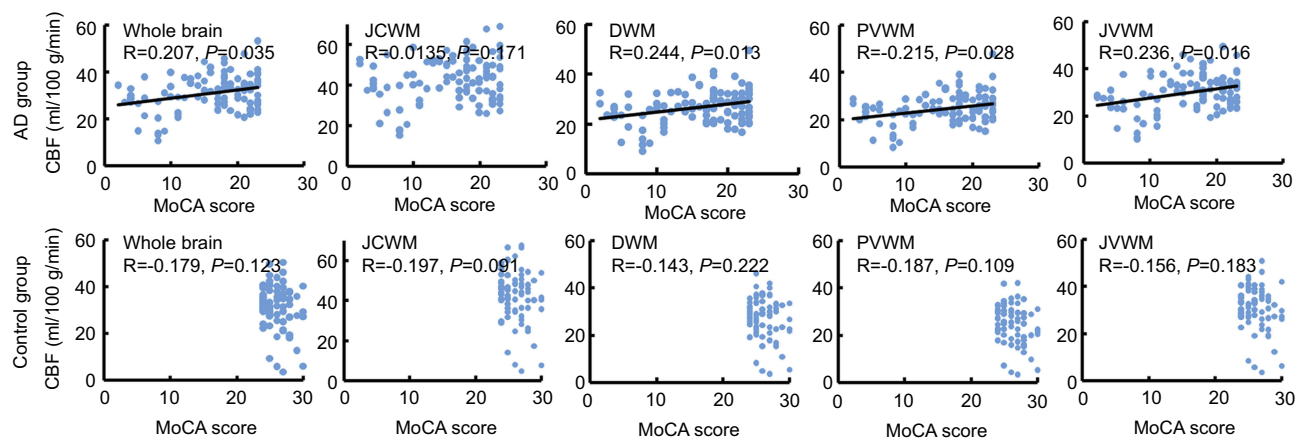 AD group
CBF (ml/100 g/min)
Whole brain
R=0.207, P=0.035
60
40
20
0
0 10 20 30
MoCA score
JCWM
R=0.0135, P=0.171
60
40
20
0
0 10 20 30
MoCA score
DWM
R=0.244, P=0.013
60
40
20
0
0 10 20 30
MoCA score
PVWM
R=-0.215, P=0.028
60
40
20
0
0 10 20 30
MoCA score
JVWM
R=0.236, P=0.016
60
40
20
0
0 10 20 30
MoCA score
Control group
CBF (ml/100 g/min)
Whole brain
R=-0.179, P=0.123
60
40
20
0
0 10 20 30
MoCA score
JCWM
R=-0.197, P=0.091
60
40
20
0
0 10 20 30
MoCA score
DWM
R=-0.143, P=0.222
60
40
20
0
0 10 20 30
MoCA score
PVWM
R=-0.187, P=0.109
60
40
20
0
0 10 20 30
MoCA score
JVWM
R=-0.156, P=0.183
60
40
20
0
0 10 20 30
MoCA score